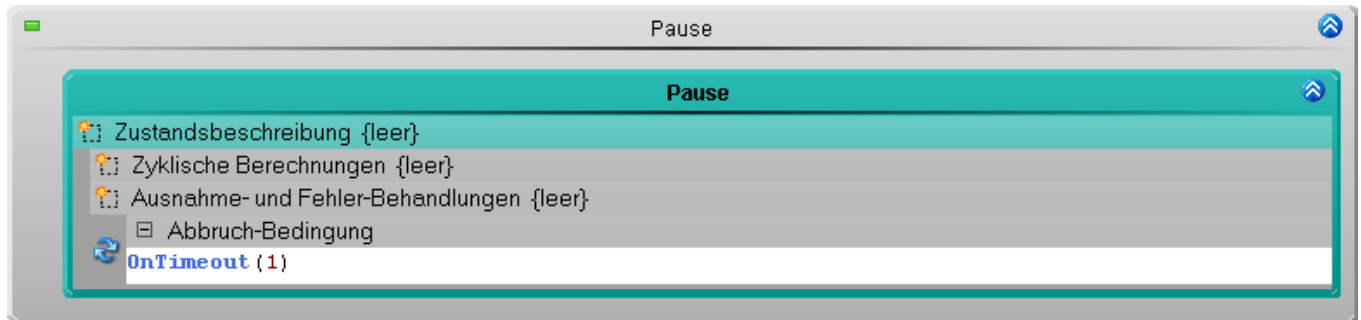 Pause
Pause
Zustandsbeschreibung {leer}
Zyklische Berechnungen {leer}
Ausnahme- und Fehler-Behandlungen {leer}
Abbruch-Bedingung
OnTimeout(1)